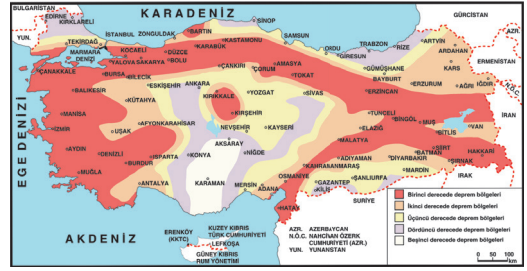 BULGARİSTAN
KARADENİZ
GÜRCİSTAN
EDİRNE
KIRKLARELİ
YUN.
TEKİRDAĞ
İSTANBUL
ZONGULDAK
BARTIN
KASTAMONU
SİNOP
SAMSUN
ORDU
GİRESUN
TRABZON
RİZE
ARTVİN
ARDAHAN
AZR.
MARMARA
DENİZİ
KOCAELİ
YALOVA
SAKARYA
DÜZCE
BOLU
KARABÜK
ÇANKIRI
ÇORUM
AMASYA
TOKAT
GÜMÜŞHANE
BAYBURT
KARS
ERMENİSTAN
ÇANAKKALE
BURSA
BİLECİK
ESKİŞEHİR
ANKARA
KIRIKKALE
YOZGAT
SİVAS
ERZİNCAN
ERZURUM
AĞRI
IĞDIR
N.Ö.C.
BALIKESİR
KÜTAHYA
KIRŞEHİR
TUNCELİ
BİNGÖL
MUŞ
İRAN
EGE DENİZİ
MANİSA
İZMİR
UŞAK
AFYONKARAHİSAR
NEVŞEHİR
KAYSERİ
AKSARAY
MALATYA
ELAZIĞ
BİTLİS
VAN
AYDIN
DENİZLİ
ISPARTA
BURDUR
KONYA
NİĞDE
KAHRAMANMARAŞ
ADIYAMAN
DİYARBAKIR
BATMAN
SİİRT
ŞIRNAK
HAKKARİ
MUĞLA
ANTALYA
KARAMAN
MERSİN
ADANA
OSMANİYE
GAZİANTEP
KİLİS
ŞANLIURFA
MARDİN
IRAK
HATAY
SURİYE
AKDENİZ
ERENKÖY
(KKTC)
KUZEY KIBRIS
TÜRK CUMHURİYETİ
LEFKOŞA
GÜNEY KIBRIS
RUM YÖNETİMİ
AZR. AZERBAYCAN
N.Ö.C. NAHCİVAN ÖZERK
CUMHURİYETİ (AZR.)
YUN. YUNANİSTAN
Birinci derecede deprem bölgeleri
İkinci derecede deprem bölgeleri
Üçüncü derecede deprem bölgeleri
Dördüncü derecede deprem bölgeleri
Beşinci derecede deprem bölgeleri
0 50 100
km